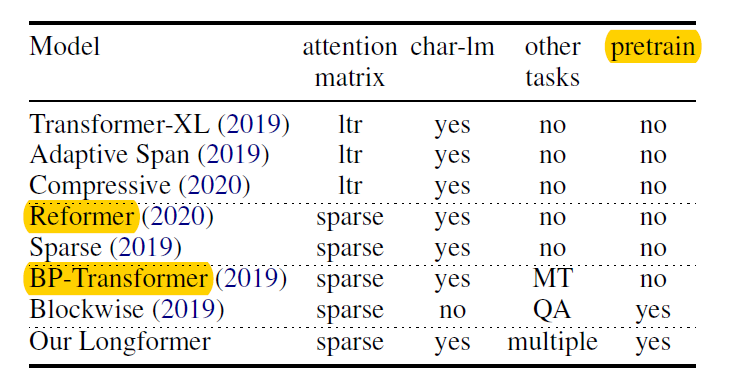 Model attention char-lm other pretrain
matrix tasks
Transformer-XL (2019) ltr yes no no
Adaptive Span (2019) ltr yes no no
Compressive (2020) ltr yes no no
Reformer (2020) sparse yes no no
Sparse (2019) sparse yes no no
BP-Transformer (2019) sparse yes MT no
Blockwise (2019) sparse no QA yes
Our Longformer sparse yes multiple yes